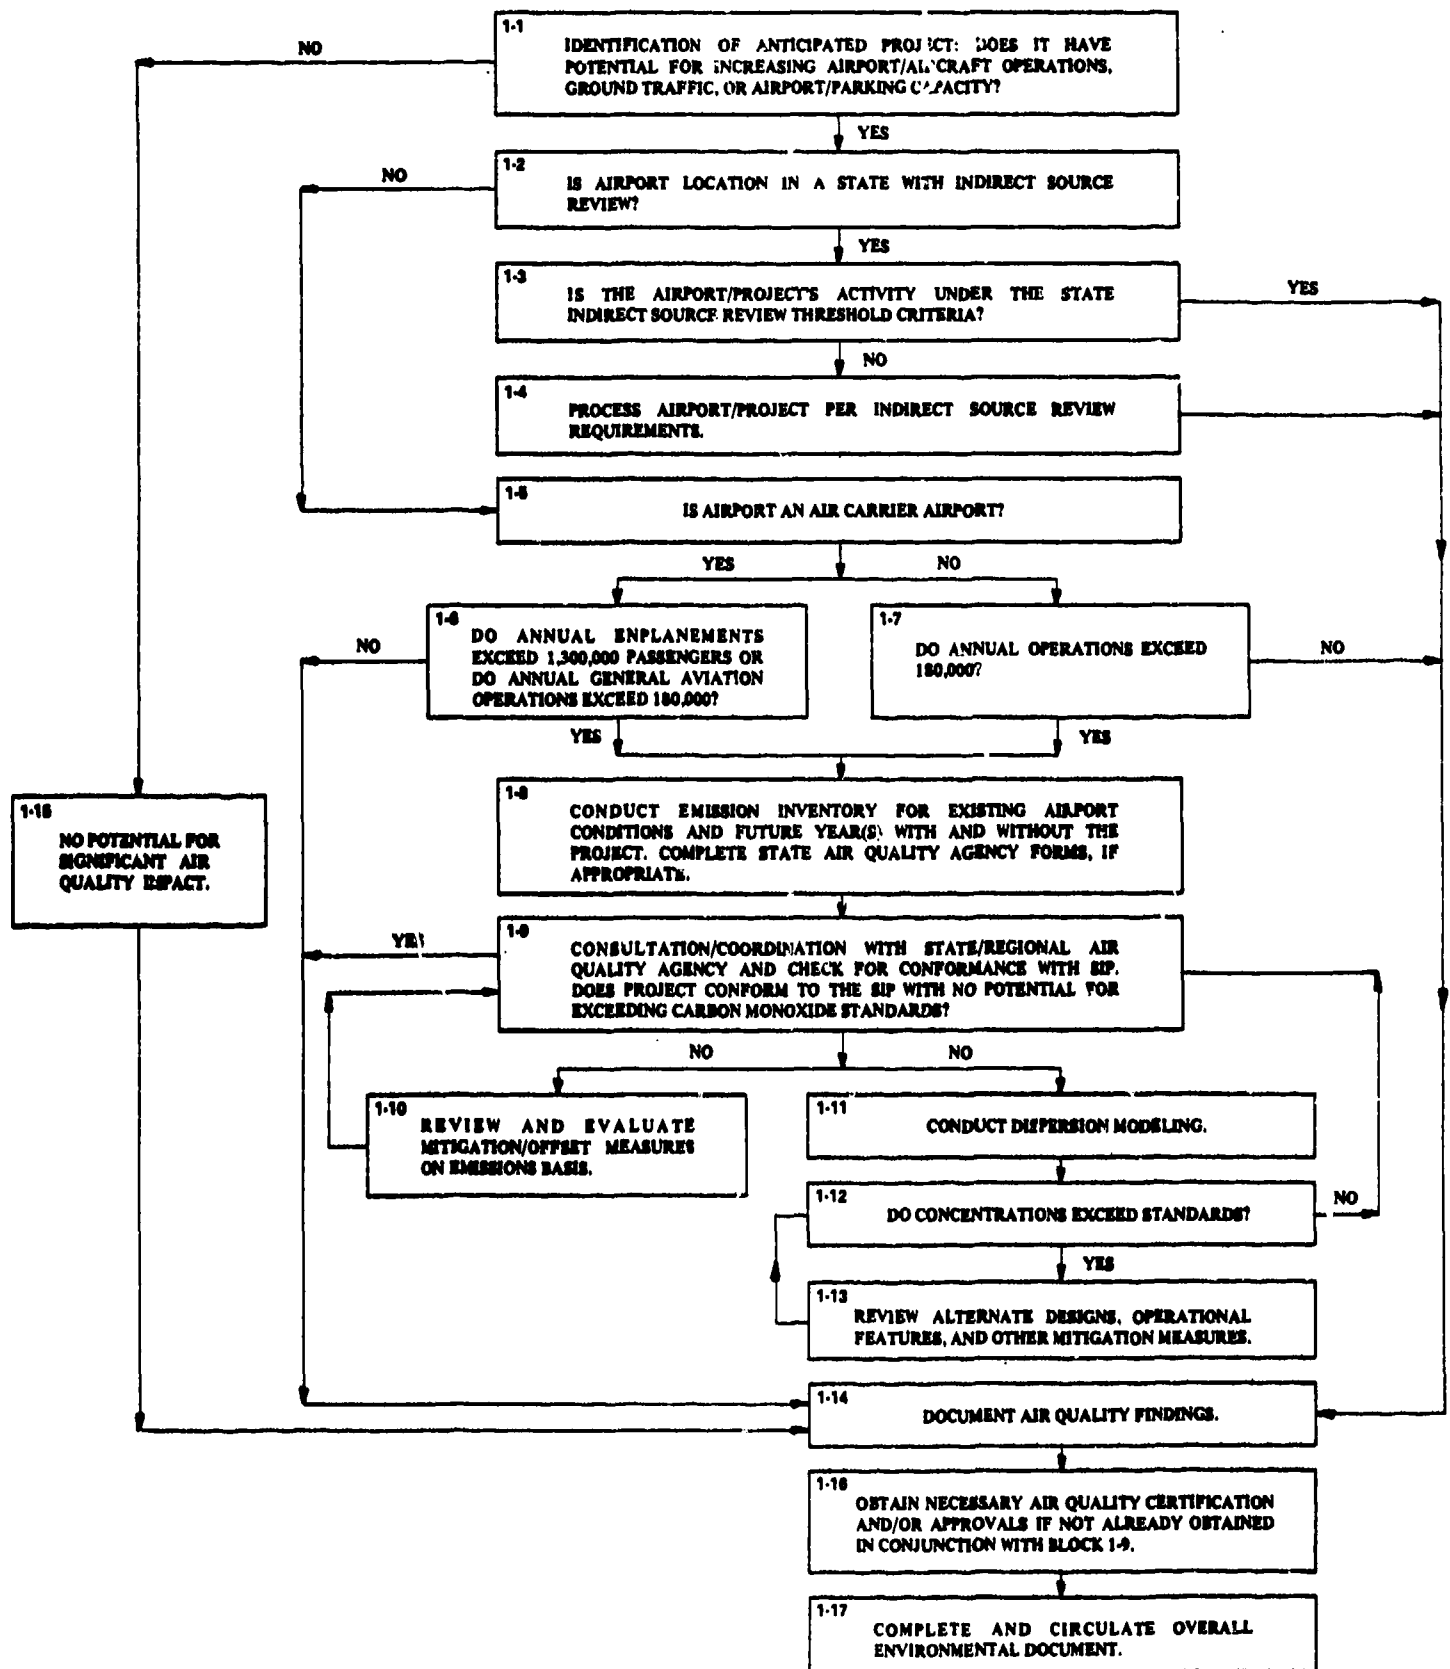 1-1
IDENTIFICATION OF ANTICIPATED PROJECT: DOES IT HAVE
POTENTIAL FOR INCREASING AIRPORT/AIRCRAFT OPERATIONS,
GROUND TRAFFIC, OR AIRPORT/PARKING CAPACITY?
NO
YES
1-2
IS AIRPORT LOCATION IN A STATE WITH INDIRECT SOURCE
REVIEW?
NO
YES
1-3
IS THE AIRPORT/PROJECT'S ACTIVITY UNDER THE STATE
INDIRECT SOURCE REVIEW THRESHOLD CRITERIA?
YES
NO
1-4
PROCESS AIRPORT/PROJECT PER INDIRECT SOURCE REVIEW
REQUIREMENTS.
1-5
IS AIRPORT AN AIR CARRIER AIRPORT?
YES
NO
1-6
DO ANNUAL ENPLANEMENTS
EXCEED 1,300,000 PASSENGERS OR
DO ANNUAL GENERAL AVIATION
OPERATIONS EXCEED 180,000?
NO
YES
1-7
DO ANNUAL OPERATIONS EXCEED
180,000?
NO
YES
1-8
CONDUCT EMISSION INVENTORY FOR EXISTING AIRPORT
CONDITIONS AND FUTURE YEAR(S) WITH AND WITHOUT THE
PROJECT. COMPLETE STATE AIR QUALITY AGENCY FORMS, IF
APPROPRIATE.
1-15
NO POTENTIAL FOR
SIGNIFICANT AIR
QUALITY IMPACT.
1-9
CONSULTATION/COORDINATION WITH STATE/REGIONAL AIR
QUALITY AGENCY AND CHECK FOR CONFORMANCE WITH SIP.
DOES PROJECT CONFORM TO THE SIP WITH NO POTENTIAL FOR
EXCEEDING CARBON MONOXIDE STANDARDS?
YES
NO
NO
1-10
REVIEW AND EVALUATE
MITIGATION/OFFSET MEASURES
ON EMISSIONS BASIS.
1-11
CONDUCT DISPERSION MODELING.
1-12
DO CONCENTRATIONS EXCEED STANDARDS?
NO
YES
1-13
REVIEW ALTERNATE DESIGNS, OPERATIONAL
FEATURES, AND OTHER MITIGATION MEASURES.
1-14
DOCUMENT AIR QUALITY FINDINGS.
1-16
OBTAIN NECESSARY AIR QUALITY CERTIFICATION
AND/OR APPROVALS IF NOT ALREADY OBTAINED
IN CONJUNCTION WITH BLOCK 1-9.
1-17
COMPLETE AND CIRCULATE OVERALL
ENVIRONMENTAL DOCUMENT.